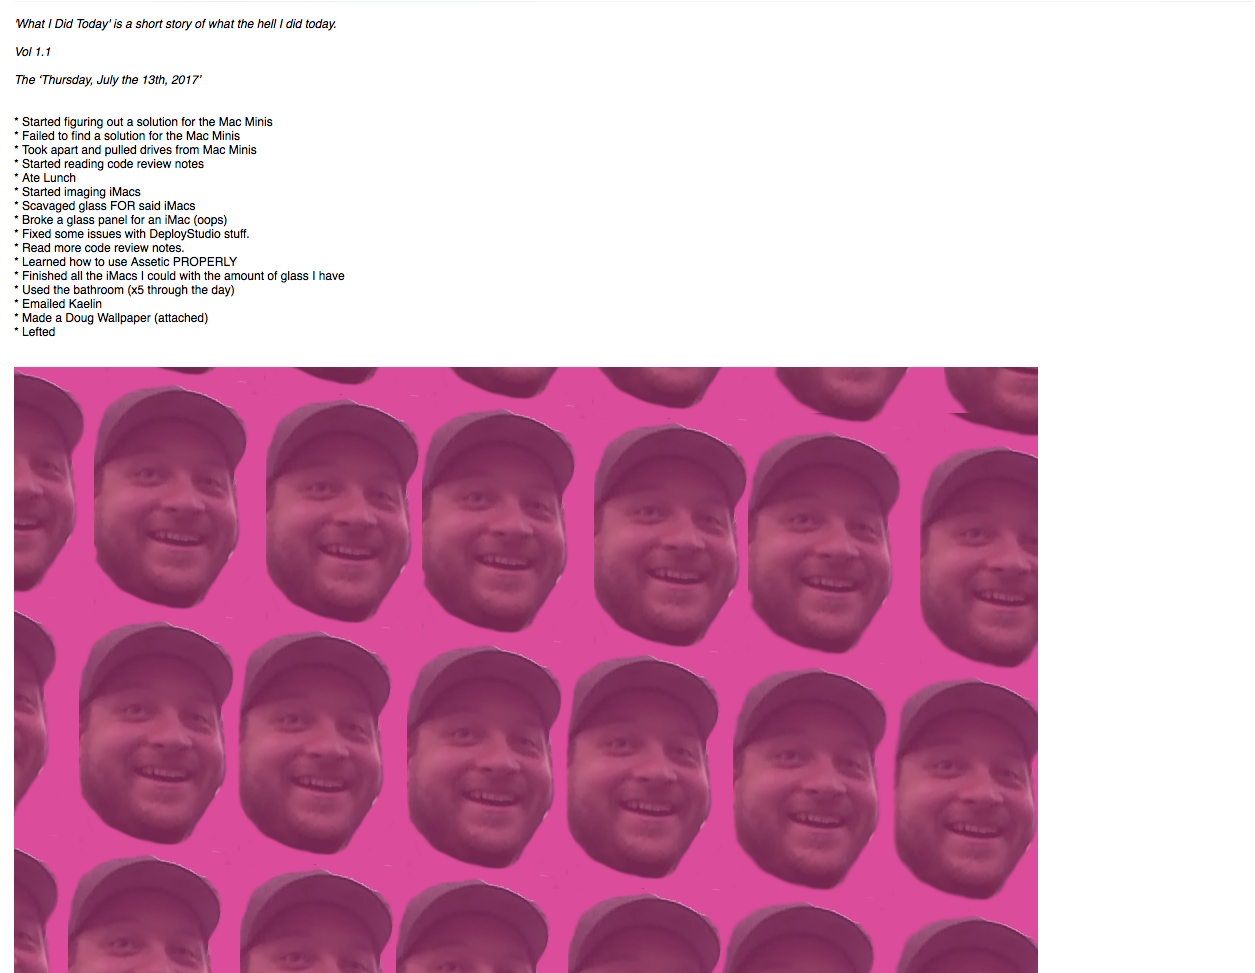 'What I Did Today' is a short story of what the hell I did today.
Vol 1.1
The 'Thursday, July the 13th, 2017'
* Started figuring out a solution for the Mac Minis
* Failed to find a solution for the Mac Minis
* Took apart and pulled drives from Mac Minis
* Started reading code review notes
* Ate Lunch
* Started imaging iMacs
* Scavaged glass FOR said iMacs
* Broke a glass panel for an iMac (oops)
* Fixed some issues with DeployStudio stuff.
* Read more code review notes.
* Learned how to use Assetic PROPERLY
* Finished all the iMacs I could with the amount of glass I have
* Used the bathroom (x5 through the day)
* Emailed Kaelin
* Made a Doug Wallpaper (attached)
* Lefted